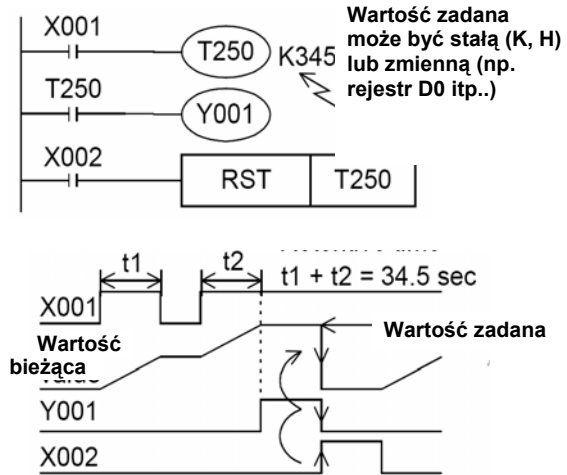 X001
T250
K345
Wartość zadana
może być stałą (K, H)
lub zmienną (np.
rejestr D0 itp..)
T250
Y001
X002
RST
T250
t1
t2
t1 + t2 = 34.5 sec
X001
Wartość
bieżąca
Wartość zadana
Y001
X002